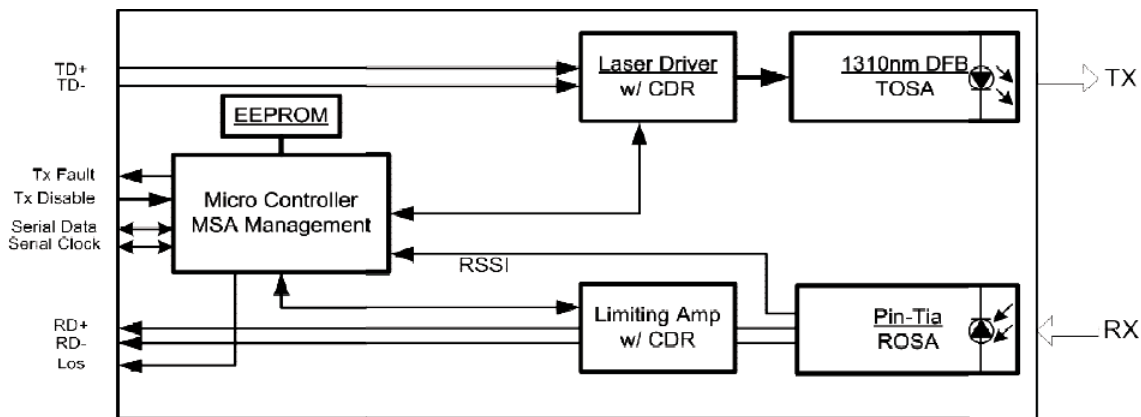 TD+
TD-
Laser Driver
w/ CDR
1310nm DFB
TOSA
TX
EEPROM
Tx Fault
Tx Disable
Serial Data
Serial Clock
Micro Controller
MSA Management
RSSI
RD+
RD-
Los
Limiting Amp
w/ CDR
Pin-Tia
ROSA
RX